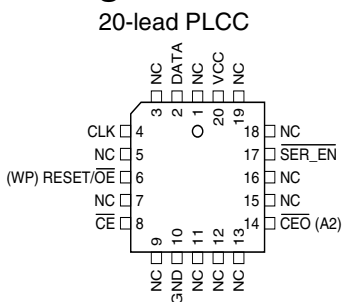 20-lead PLCC
NC
DATA
NC
VCC
NC
3
2
1
20
19
CLK 4
18 NC
NC 5
17 SER_EN
(WP) RESET/OE 6
16 NC
NC 7
15 NC
CE 8
14 CEO (A2)
9
10
11
12
13
NC
GND
NC
NC
NC